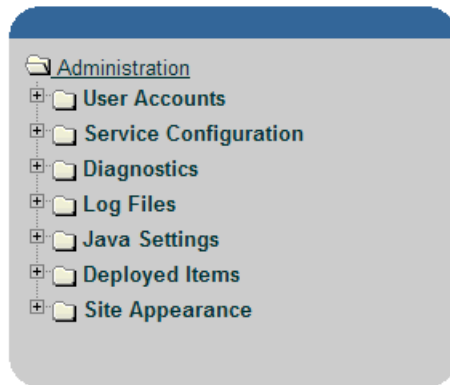 Administration
User Accounts
Service Configuration
Diagnostics
Log Files
Java Settings
Deployed Items
Site Appearance